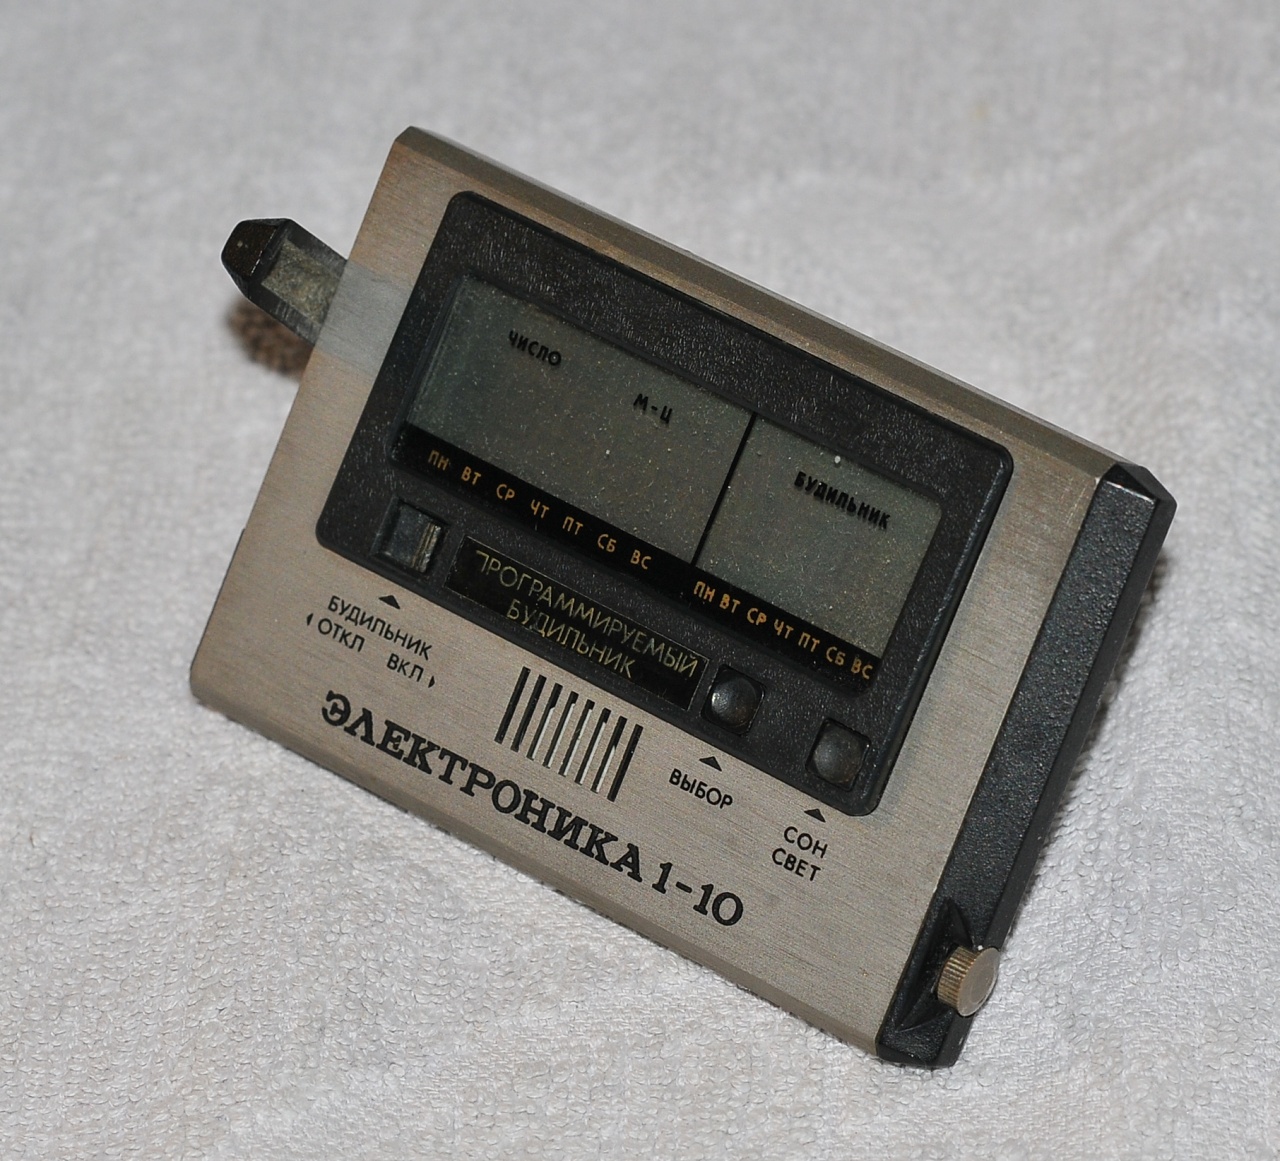 ЧИСЛО
М-Ц
БУДИЛЬНИК
ПН ВТ СР ЧТ ПТ СБ ВС
ПН ВТ СР ЧТ ПТ СБ ВС
ПРОГРАММИРУЕМЫЙ
БУДИЛЬНИК
БУДИЛЬНИК
ОТКЛ ВКЛ
ВЫБОР
СОН
СВЕТ
ЭЛЕКТРОНИКА 1-10